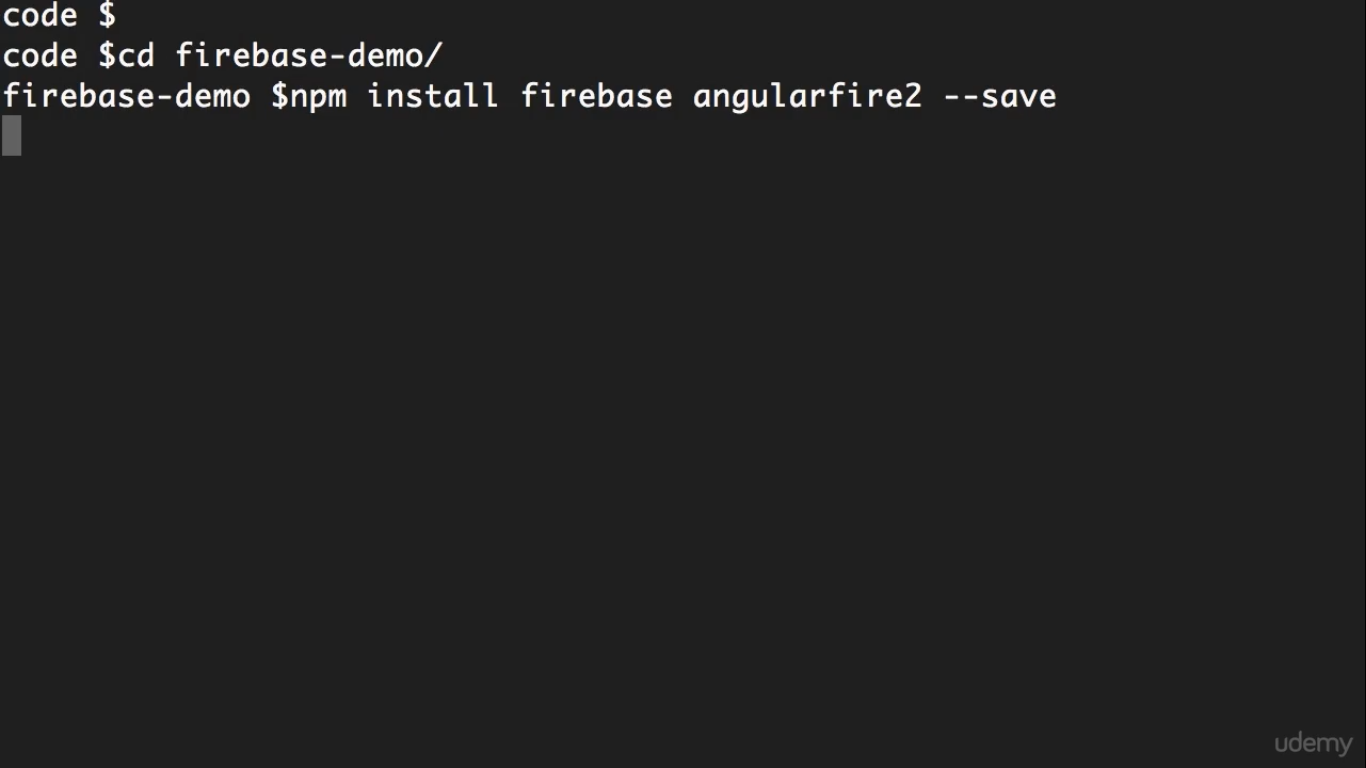 code $
code $cd firebase-demo/
firebase-demo $npm install firebase angularfire2 --save
udemy